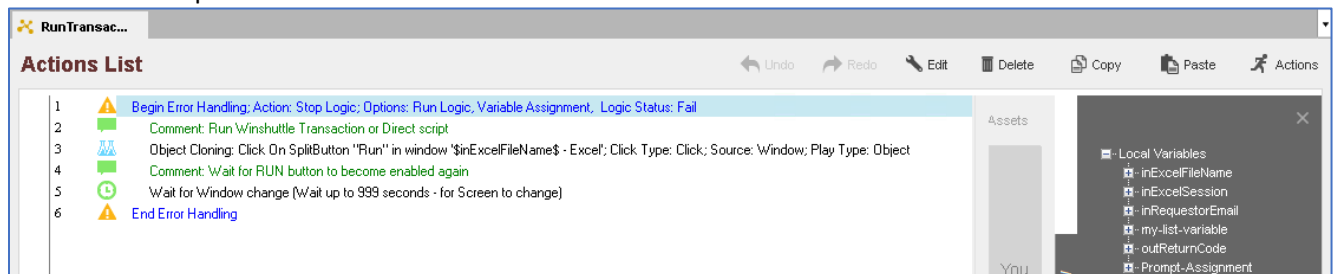 RunTransac...
Actions List
Undo Redo Edit Delete Copy Paste Actions
1 Begin Error Handling; Action: Stop Logic; Options: Run Logic, Variable Assignment,  Logic Status: Fail
2 Comment: Run Winshuttle Transaction or Direct script
3 Object Cloning: Click On SplitButton "Run" in window '$inExcelFileName$ - Excel'; Click Type: Click; Source: Window; Play Type: Object
4 Comment: Wait for RUN button to become enabled again
5 Wait for Window change (Wait up to 999 seconds - for Screen to change)
6 End Error Handling
Assets
You
Local Variables
inExcelFileName
inExcelSession
inRequestorEmail
my-list-variable
outReturnCode
Prompt-Assignment